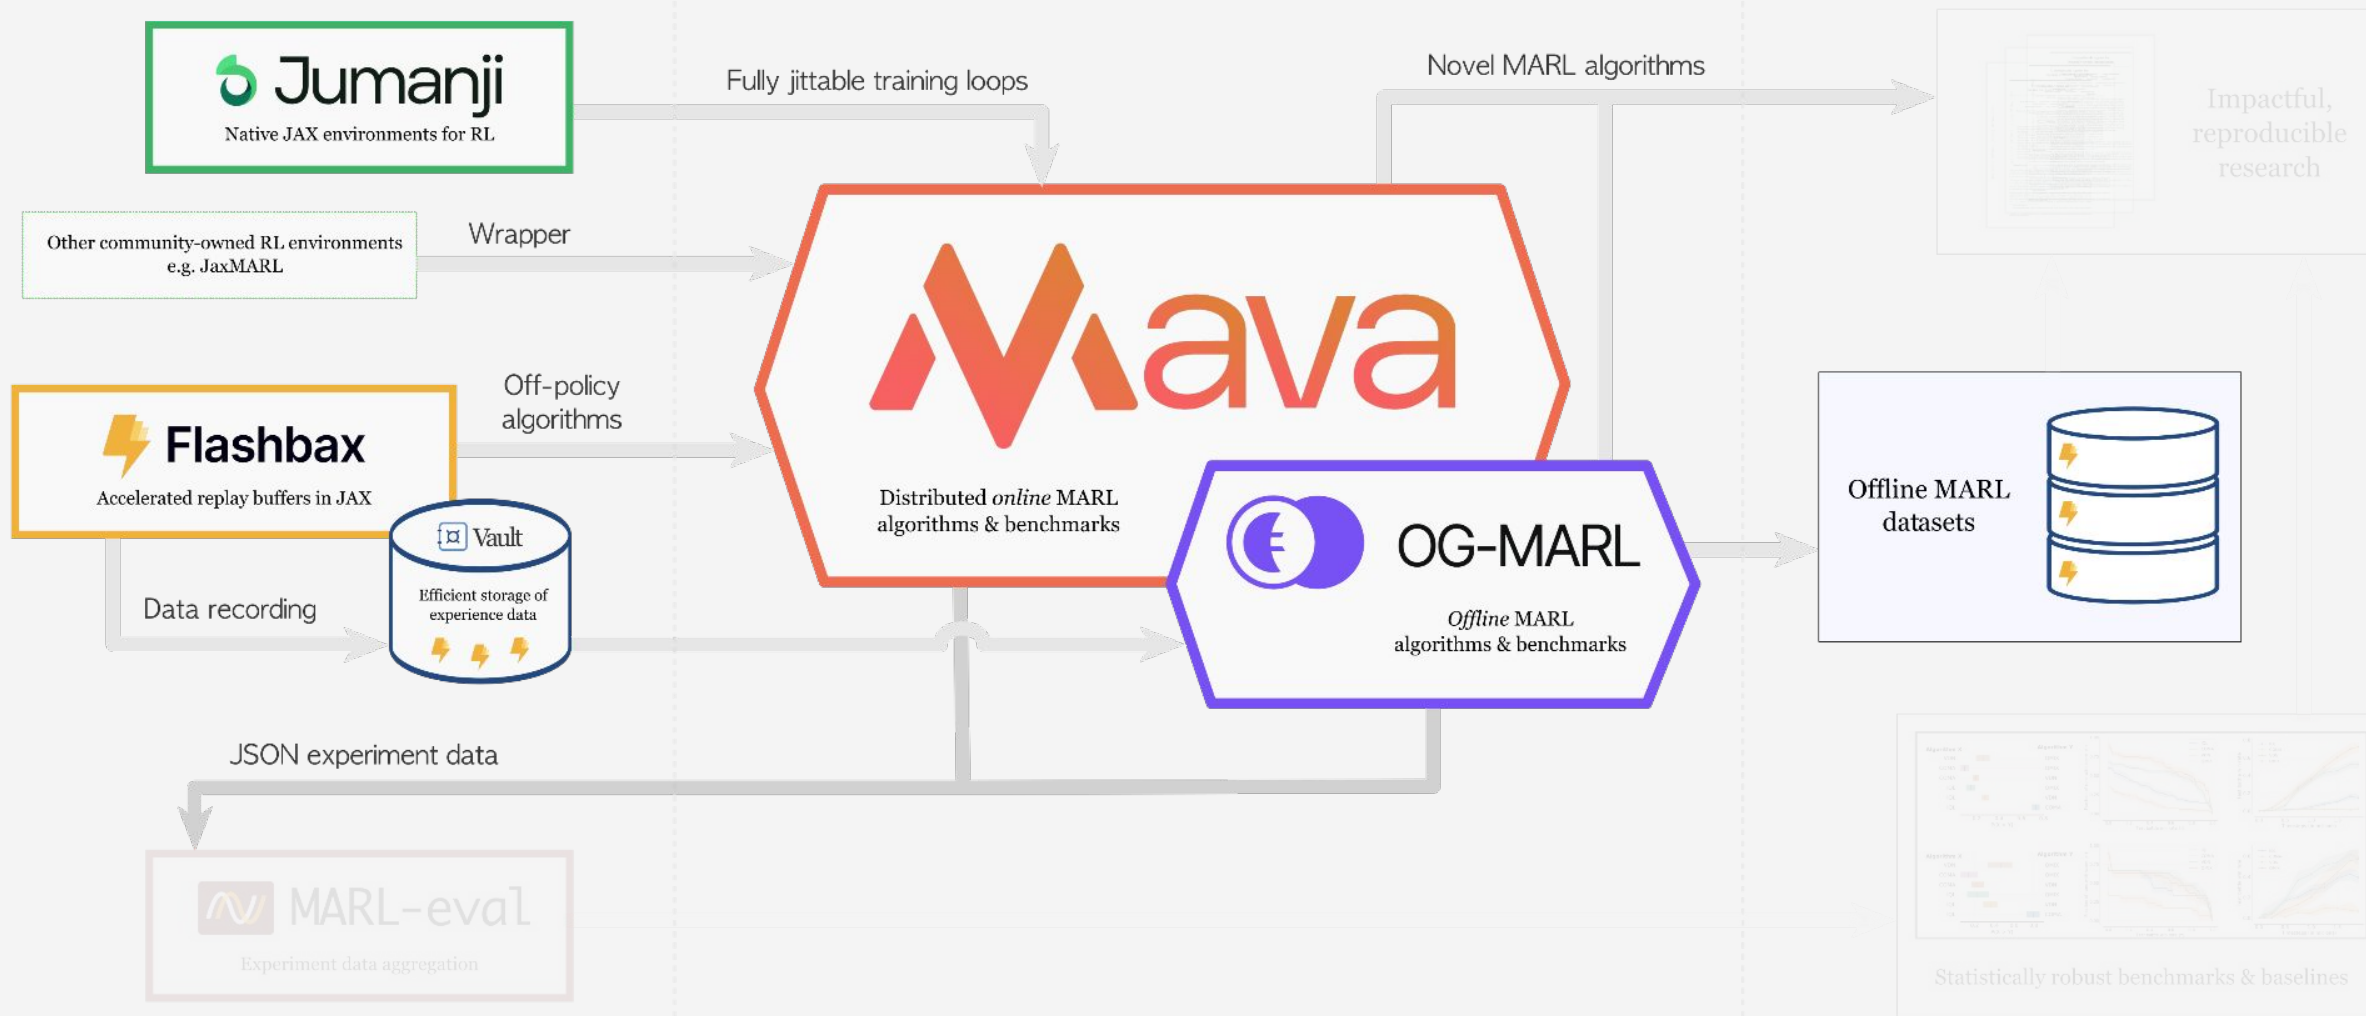 Jumanji
Native JAX environments for RL
Fully jittable training loops
Novel MARL algorithms
Impactful,
reproducible
research
Other community-owned RL environments
e.g. JaxMARL
Wrapper
Mava
Distributed online MARL
algorithms & benchmarks
Off-policy
algorithms
Flashbax
Accelerated replay buffers in JAX
Vault
Efficient storage of
experience data
Data recording
OG-MARL
Offline MARL
algorithms & benchmarks
Offline MARL
datasets
JSON experiment data
MARL-eval
Experiment data aggregation
Statistically robust benchmarks & baselines